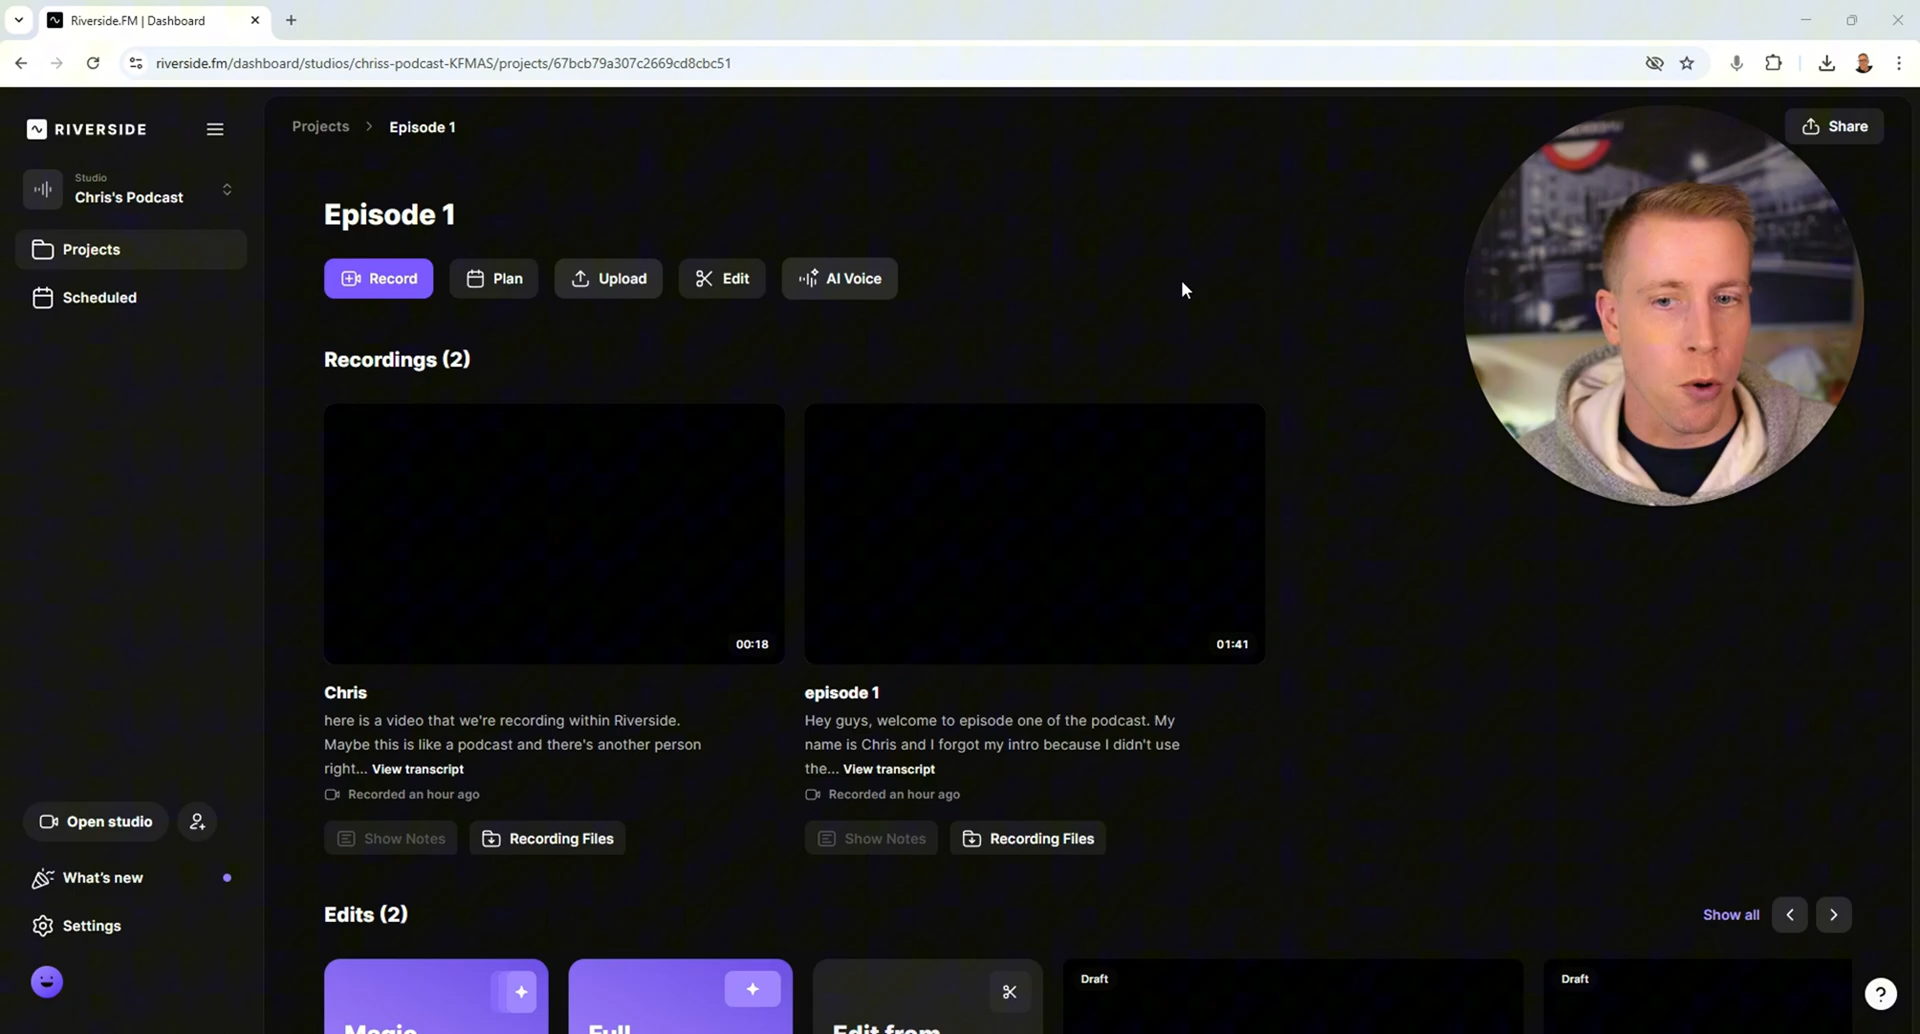 Riverside.FM | Dashboard
riverside.fm/dashboard/studios/chriss-podcast-KFMAS/projects/67bcb79a307c2669cd8cbc51
RIVERSIDE
Projects > Episode 1
Share
Studio
Chris's Podcast
Projects
Scheduled
Episode 1
Record
Plan
Upload
Edit
AI Voice
Recordings (2)
00:18
01:41
Chris
here is a video that we're recording within Riverside.
Maybe this is like a podcast and there's another person
right... View transcript
Recorded an hour ago
Show Notes
Recording Files
episode 1
Hey guys, welcome to episode one of the podcast. My
name is Chris and I forgot my intro because I didn't use
the... View transcript
Recorded an hour ago
Show Notes
Recording Files
Open studio
What's new
Settings
Edits (2)
Show all
Magic
Full
Edit from
Draft
Draft
?